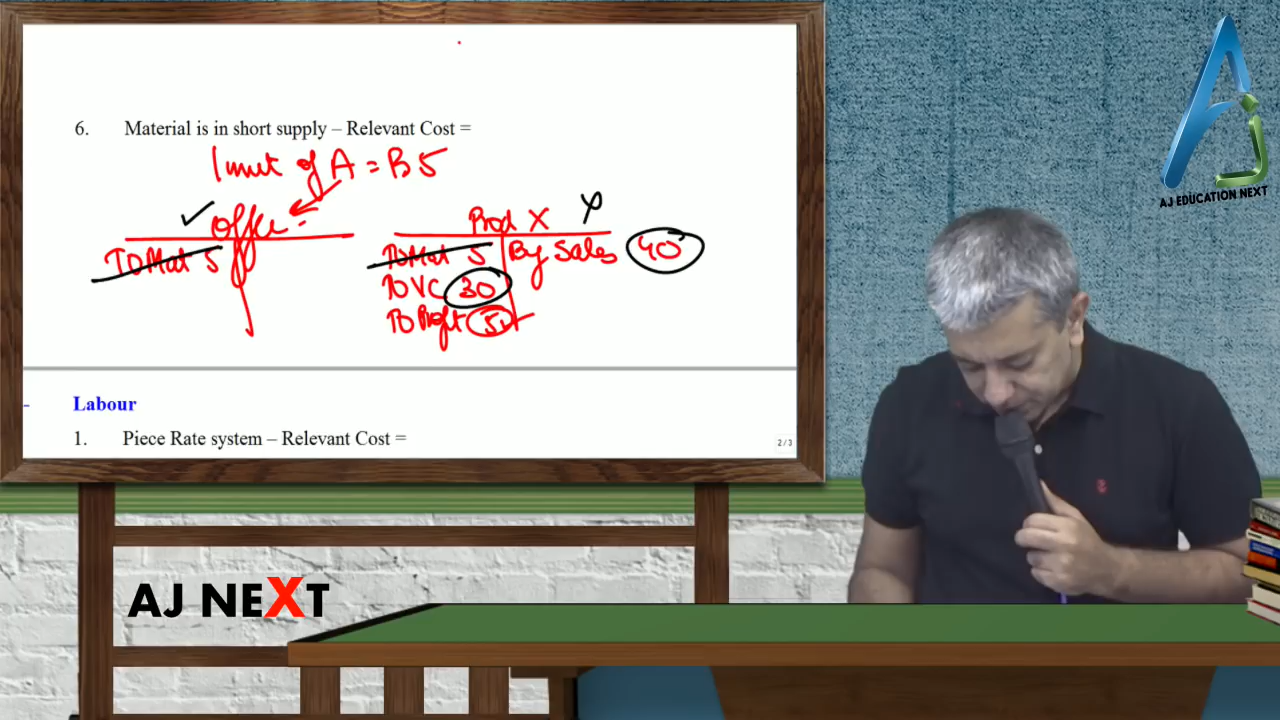 6. Material is in short supply – Relevant Cost =
1 unit of A = B 5
Offer
Prod X
To Mat 5
To Mat 5 By Sales 40
To VC 30
To Profit 5
- Labour
1. Piece Rate system – Relevant Cost =
2/3
AJ EDUCATION NEXT
AJ NEXT